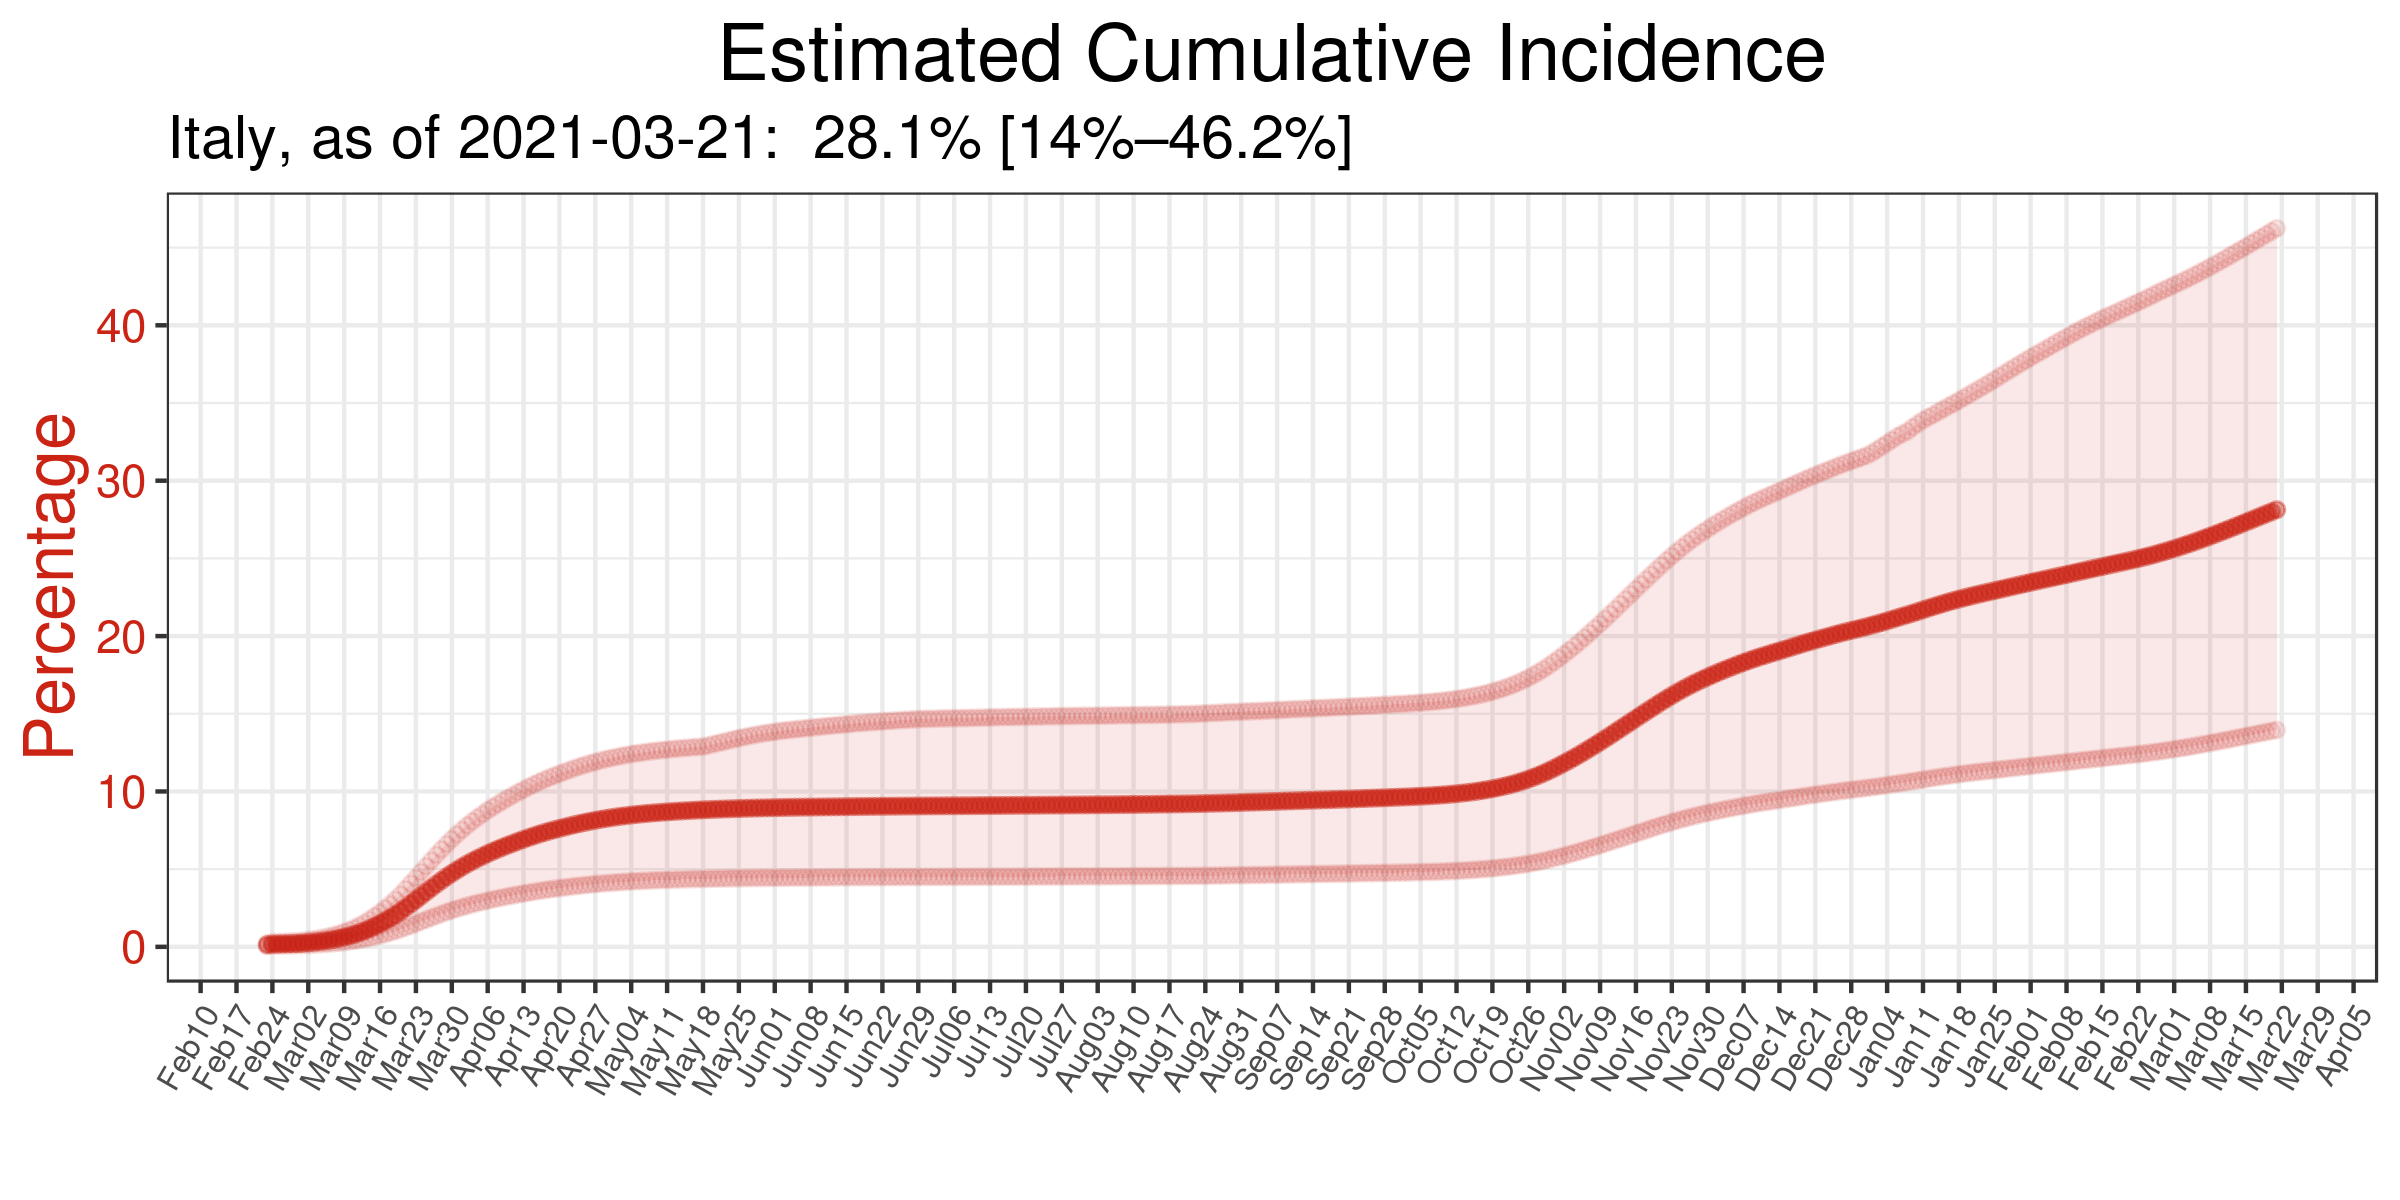 Estimated Cumulative Incidence
Italy, as of 2021-03-21:  28.1% [14%–46.2%]
Percentage
40
30
20
10
0
Feb10
Feb17
Feb24
Mar02
Mar09
Mar16
Mar23
Mar30
Apr06
Apr13
Apr20
Apr27
May04
May11
May18
May25
Jun01
Jun08
Jun15
Jun22
Jun29
Jul06
Jul13
Jul20
Jul27
Aug03
Aug10
Aug17
Aug24
Aug31
Sep07
Sep14
Sep21
Sep28
Oct05
Oct12
Oct19
Oct26
Nov02
Nov09
Nov16
Nov23
Nov30
Dec07
Dec14
Dec21
Dec28
Jan04
Jan11
Jan18
Jan25
Feb01
Feb08
Feb15
Feb22
Mar01
Mar08
Mar15
Mar22
Mar29
Apr05